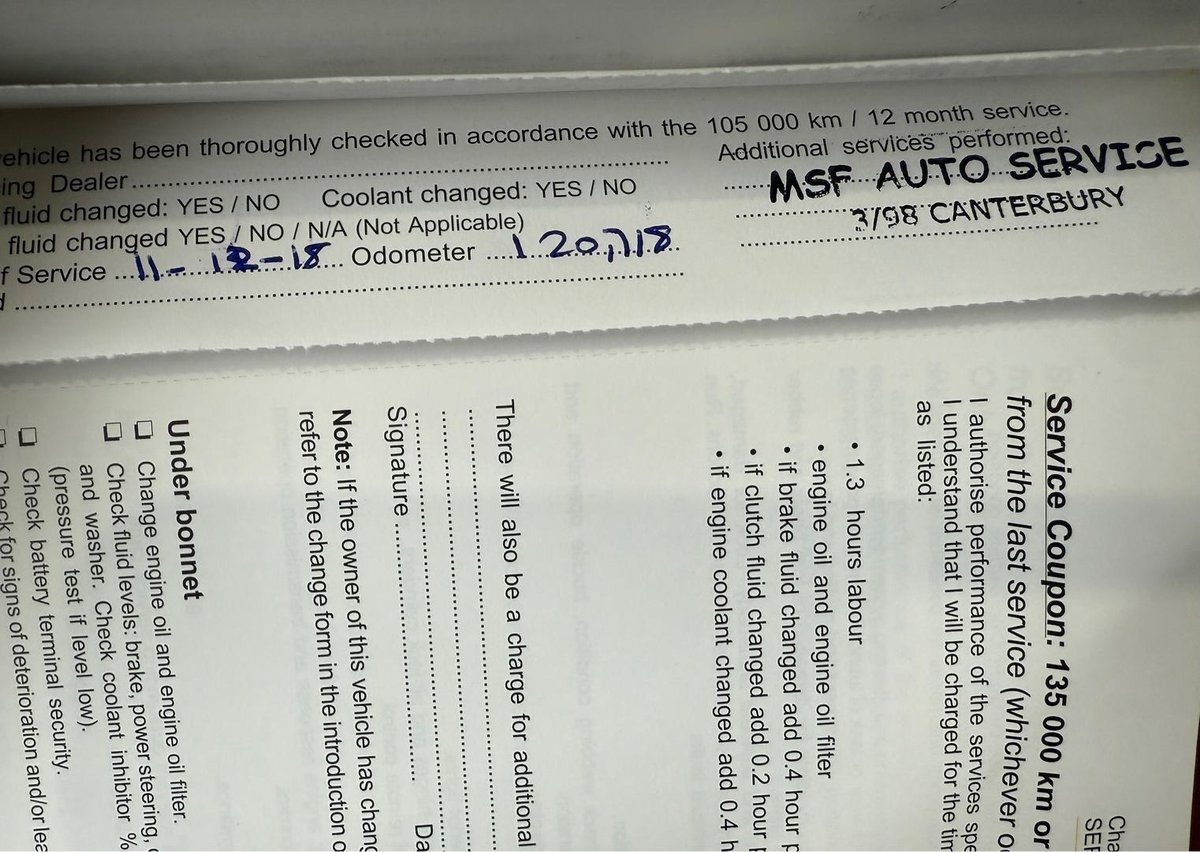 ehicle has been thoroughly checked in accordance with the 105 000 km / 12 month service.
ing Dealer
fluid changed: YES / NO Coolant changed: YES / NO
fluid changed YES / NO / N/A (Not Applicable)
f Service 11-12-18 Odometer
Additional services performed:
MSF AUTO SERVICE
3/98 CANTERBURY
Service Coupon: 135 000 km or
from the last service (whichever o
I authorise performance of the services spe
I understand that I will be charged for the tim
as listed:
• 1.3 hours labour
• engine oil and engine oil filter
• if brake fluid changed add 0.4 hour p
• if clutch fluid changed add 0.2 hour p
• if engine coolant changed add 0.4 h
There will also be a charge for additional
Signature Da
Note: If the owner of this vehicle has chang
refer to the change form in the introduction o
Under bonnet
Change engine oil and engine oil filter.
Check fluid levels: brake, power steering,
and washer. Check coolant inhibitor %
(pressure test if level low).
Check battery terminal security.
Check for signs of deterioration and/or lea
Cha
SER